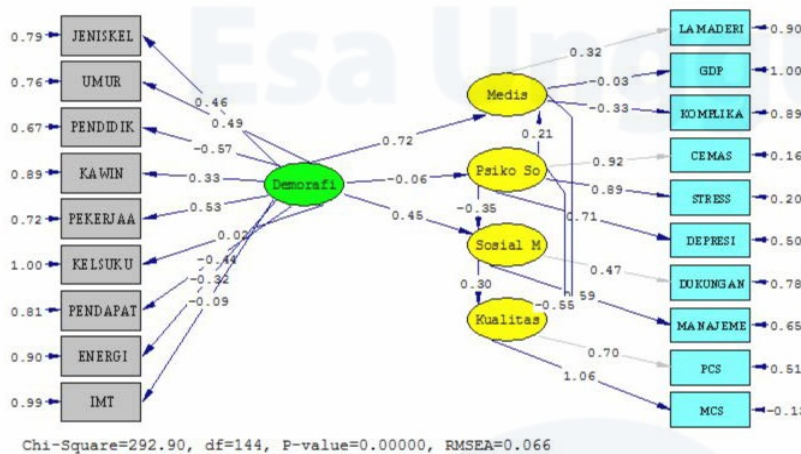 Esa Unggu
0.79 JENISKEL
0.76 UMUR
0.67 PENDIDIK
0.89 KAWIN
0.72 PEKERJAA
1.00 KELSUKU
0.81 PENDAPAT
0.90 ENERGI
0.99 IMT
0.46
0.49
-0.57
0.33
0.53
0.02
-0.44
-0.32
-0.09
Demorafi
0.72
-0.06
0.45
Medis
0.21
Psiko So
-0.35
Sosial M
0.30
Kualitas
-0.55
0.32
-0.03
-0.33
0.92
0.89
0.71
0.47
.59
0.70
1.06
LAMADERI 0.90
GDP 1.00
KOMPLIKA 0.89
CEMAS 0.16
STRESS 0.20
DEPRESI 0.50
DUKUNGAN 0.78
MANAJEME 0.65
PCS 0.51
MCS -0.13
Chi-Square=292.90, df=144, P-value=0.00000, RMSEA=0.066